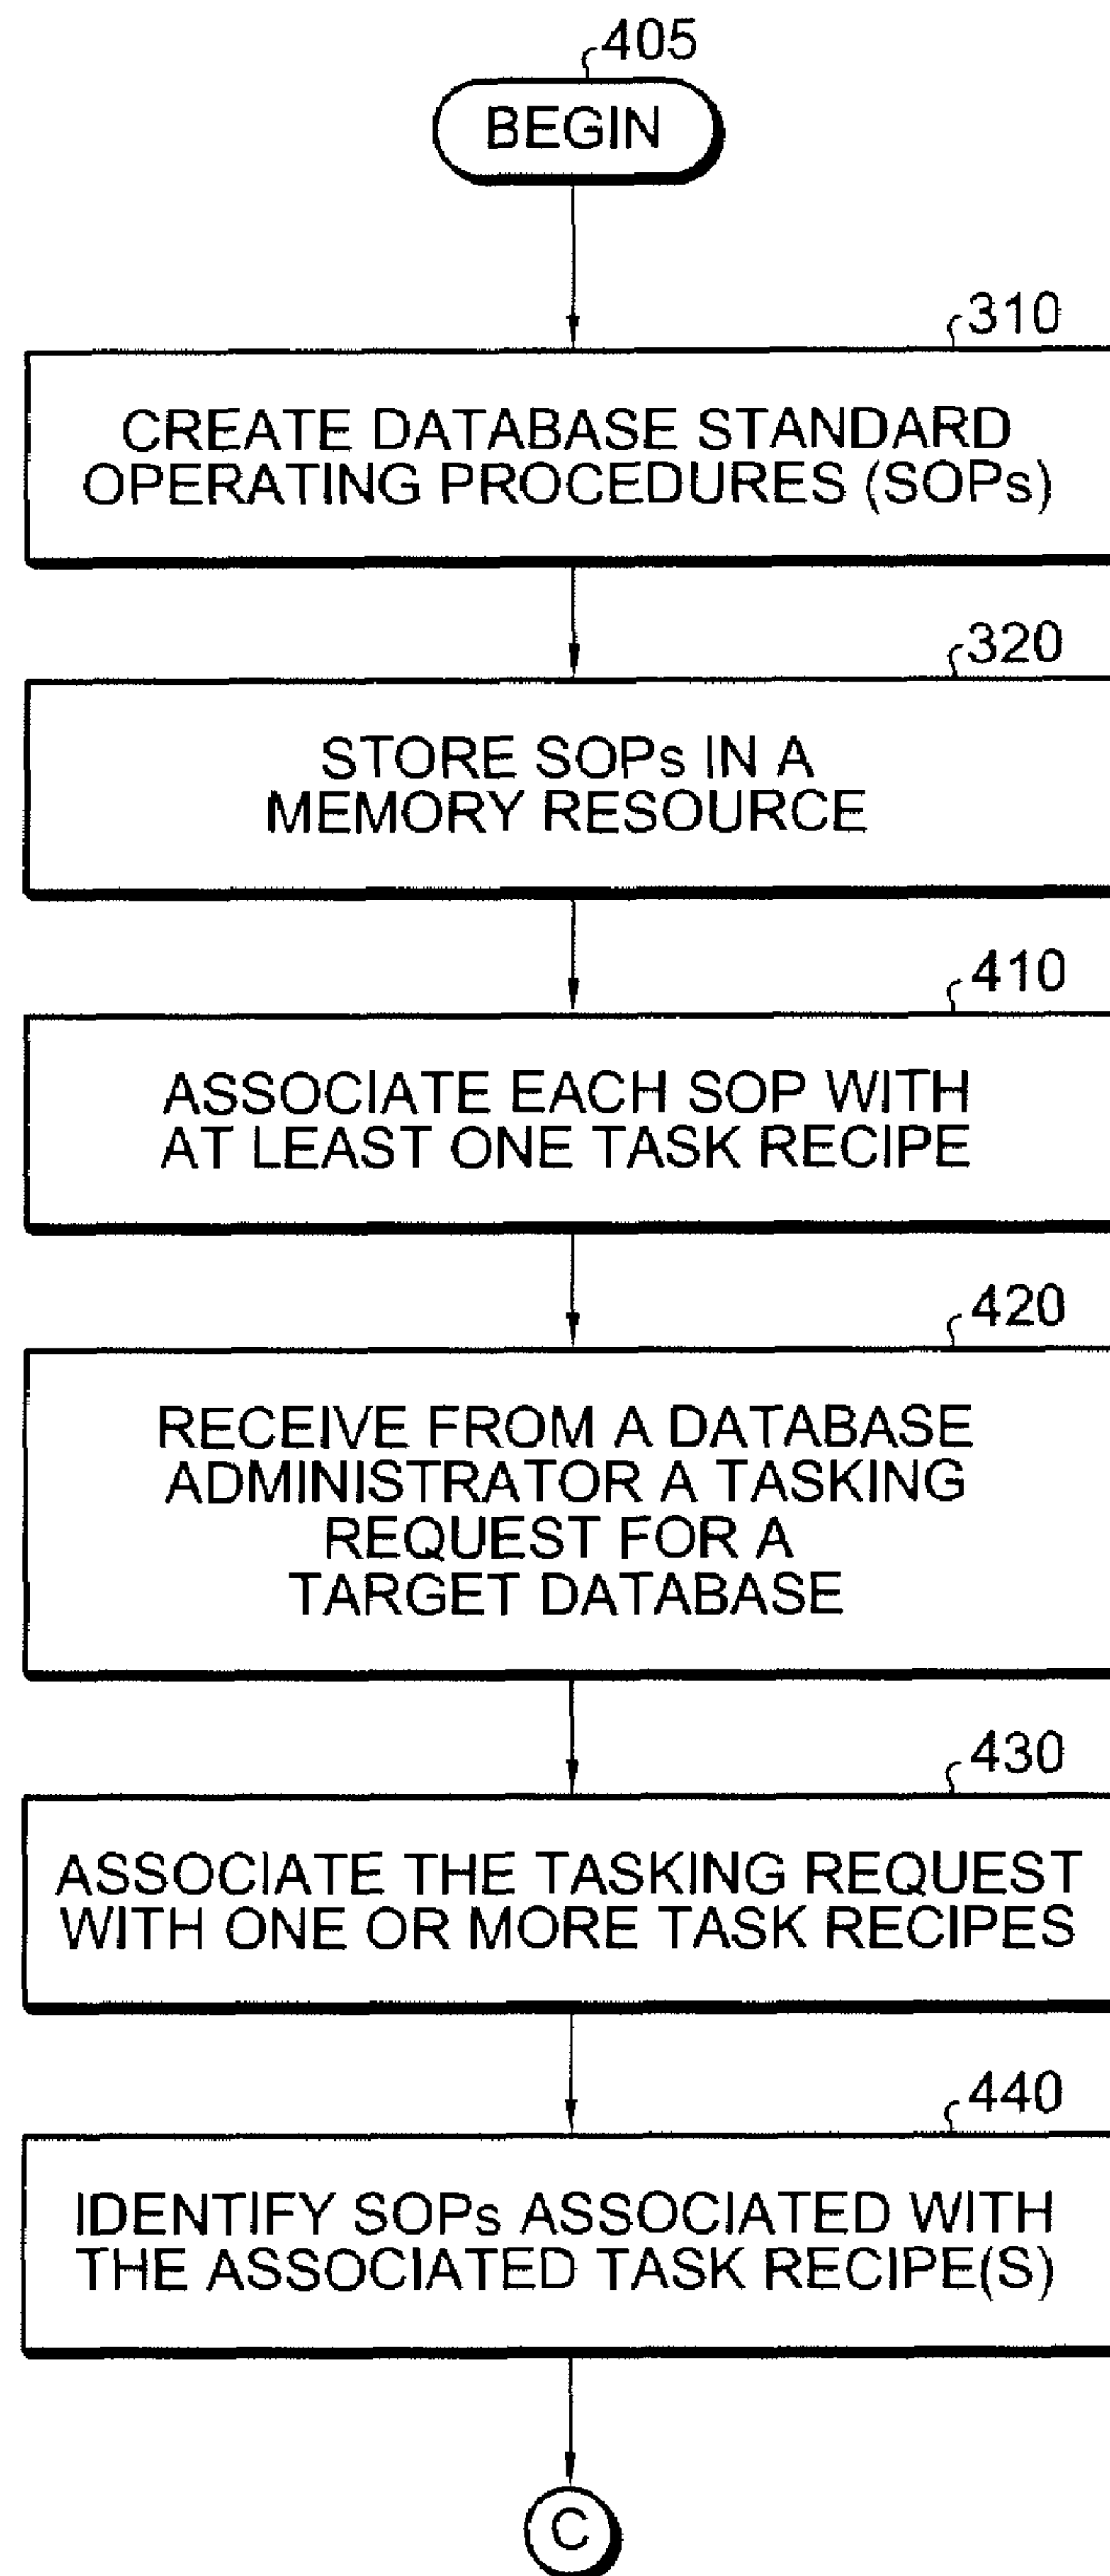 405
BEGIN
310
CREATE DATABASE STANDARD
OPERATING PROCEDURES (SOPs)
320
STORE SOPs IN A
MEMORY RESOURCE
410
ASSOCIATE EACH SOP WITH
AT LEAST ONE TASK RECIPE
420
RECEIVE FROM A DATABASE
ADMINISTRATOR A TASKING
REQUEST FOR A
TARGET DATABASE
430
ASSOCIATE THE TASKING REQUEST
WITH ONE OR MORE TASK RECIPES
440
IDENTIFY SOPs ASSOCIATED WITH
THE ASSOCIATED TASK RECIPE(S)
C